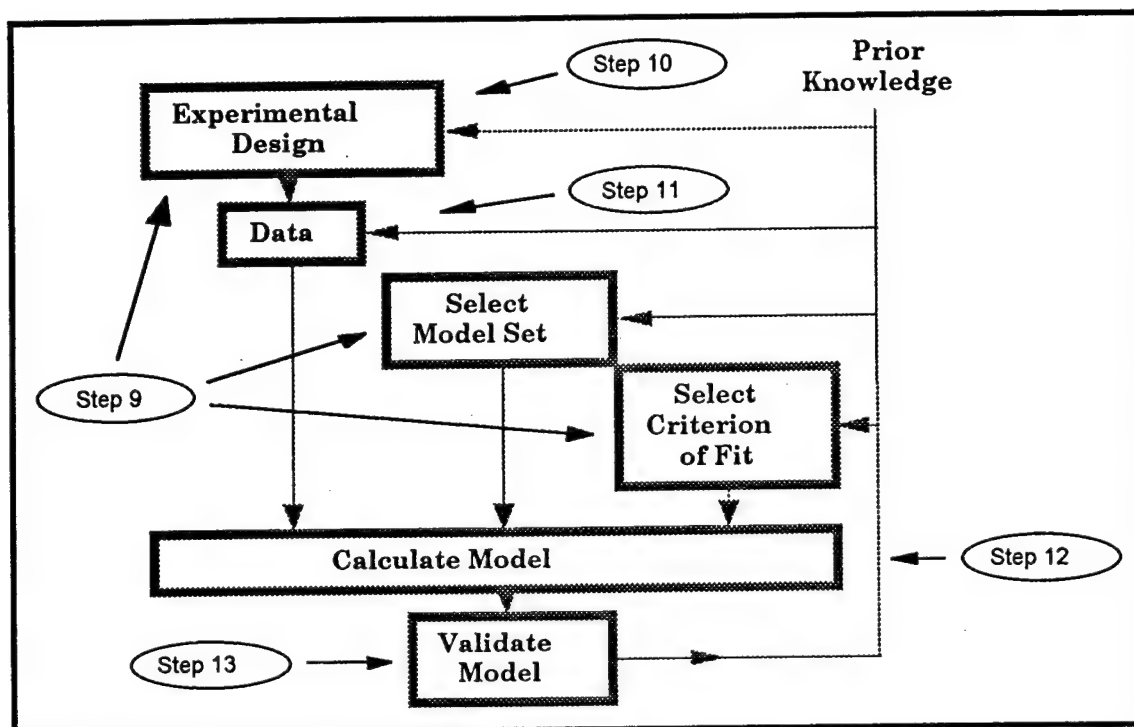 Step 10
Prior
Knowledge
Experimental
Design
Step 11
Data
Select
Model Set
Step 9
Select
Criterion
of Fit
Calculate Model
Step 12
Validate
Model
Step 13